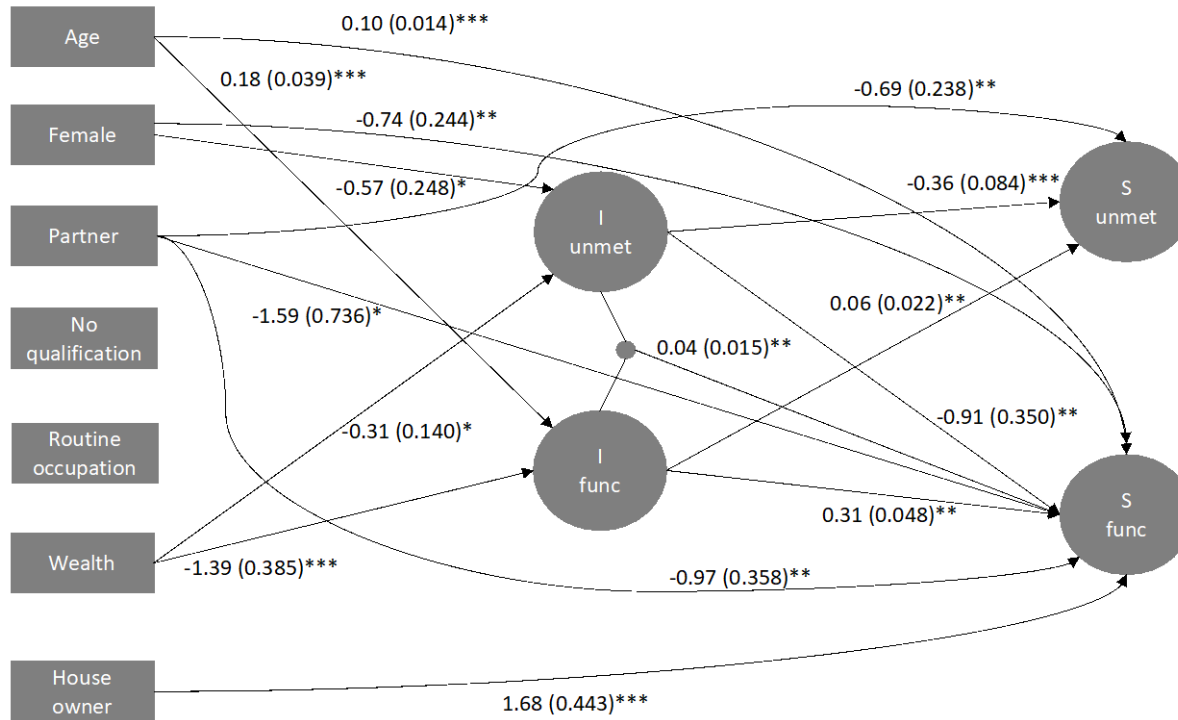 Age
0.10 (0.014)***
0.18 (0.039)***
-0.69 (0.238)**
Female
-0.74 (0.244)**
-0.57 (0.248)*
-0.36 (0.084)***
S
unmet
I
unmet
Partner
-1.59 (0.736)*
0.06 (0.022)**
No
qualification
0.04 (0.015)**
-0.31 (0.140)*
-0.91 (0.350)**
Routine
occupation
I
func
0.31 (0.048)**
S
func
Wealth
-1.39 (0.385)***
-0.97 (0.358)**
House
owner
1.68 (0.443)***